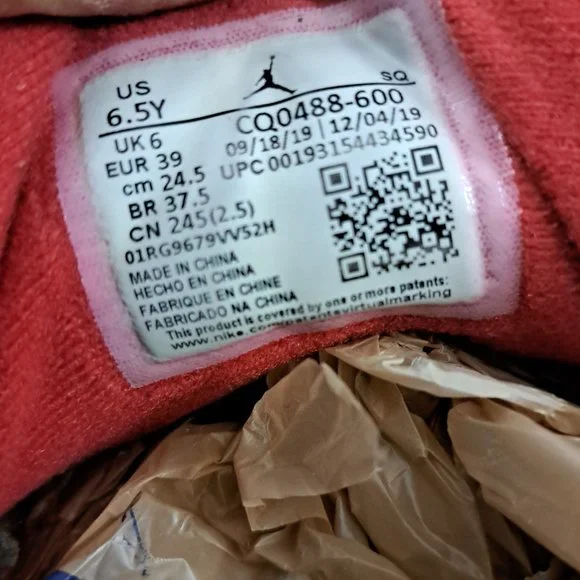 US
6.5Y
SQ
UK 6
CQ0488-600
EUR 39
09/18/19 | 12/04/19
cm 24.5
UPC 00193154434590
BR 37.5
CN 245(2.5)
01RG9679VV52H
MADE IN CHINA
HECHO EN CHINA
FABRIQUE EN CHINE
FABRICADO NA CHINA
This product is covered by one or more patents:
www.nike.com/patents+virtualmarking